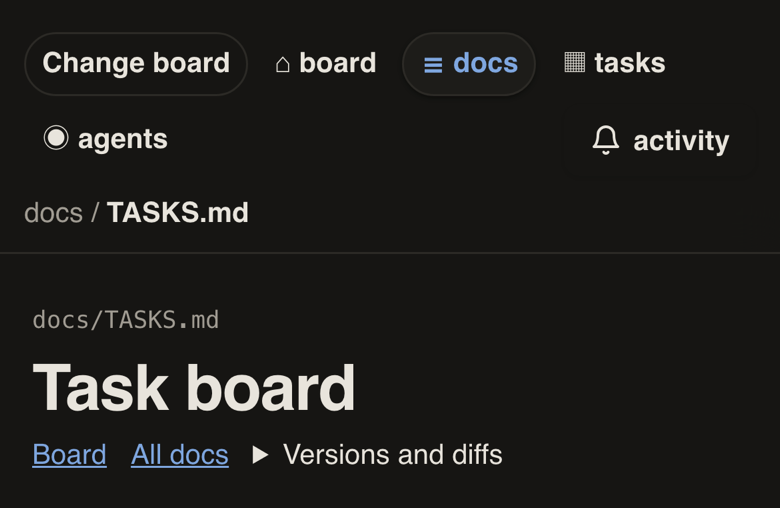 Change board ⌂ board ≡ docs ▦ tasks
◉ agents activity
docs / TASKS.md
docs/TASKS.md
Task board
Board All docs ▶ Versions and diffs